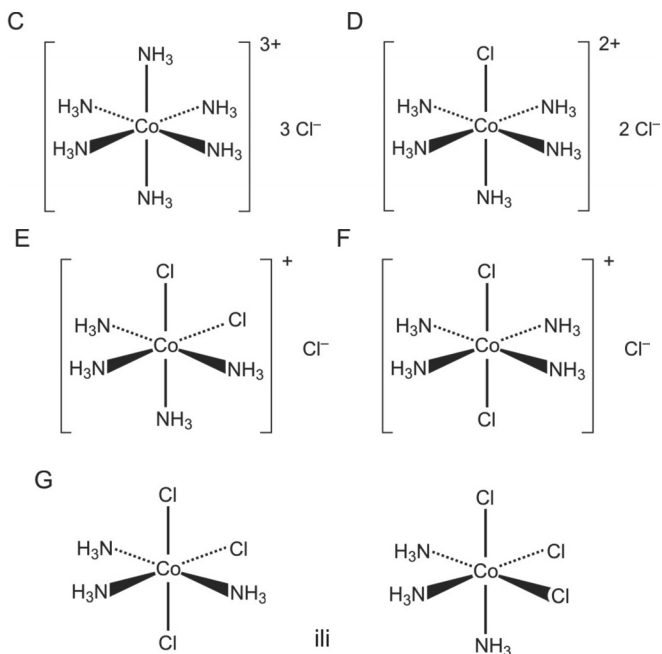 C D
NH₃ 3+ Cl 2+
H₃N NH₃ H₃N NH₃
Co 3 Cl⁻ Co 2 Cl⁻
H₃N NH₃ H₃N NH₃
NH₃ NH₃
E F
Cl + Cl +
H₃N Cl H₃N NH₃
Co Cl⁻ Co Cl⁻
H₃N NH₃ H₃N NH₃
NH₃ Cl
G
Cl Cl
H₃N Cl H₃N Cl
Co Co
H₃N NH₃ H₃N Cl
Cl ili NH₃